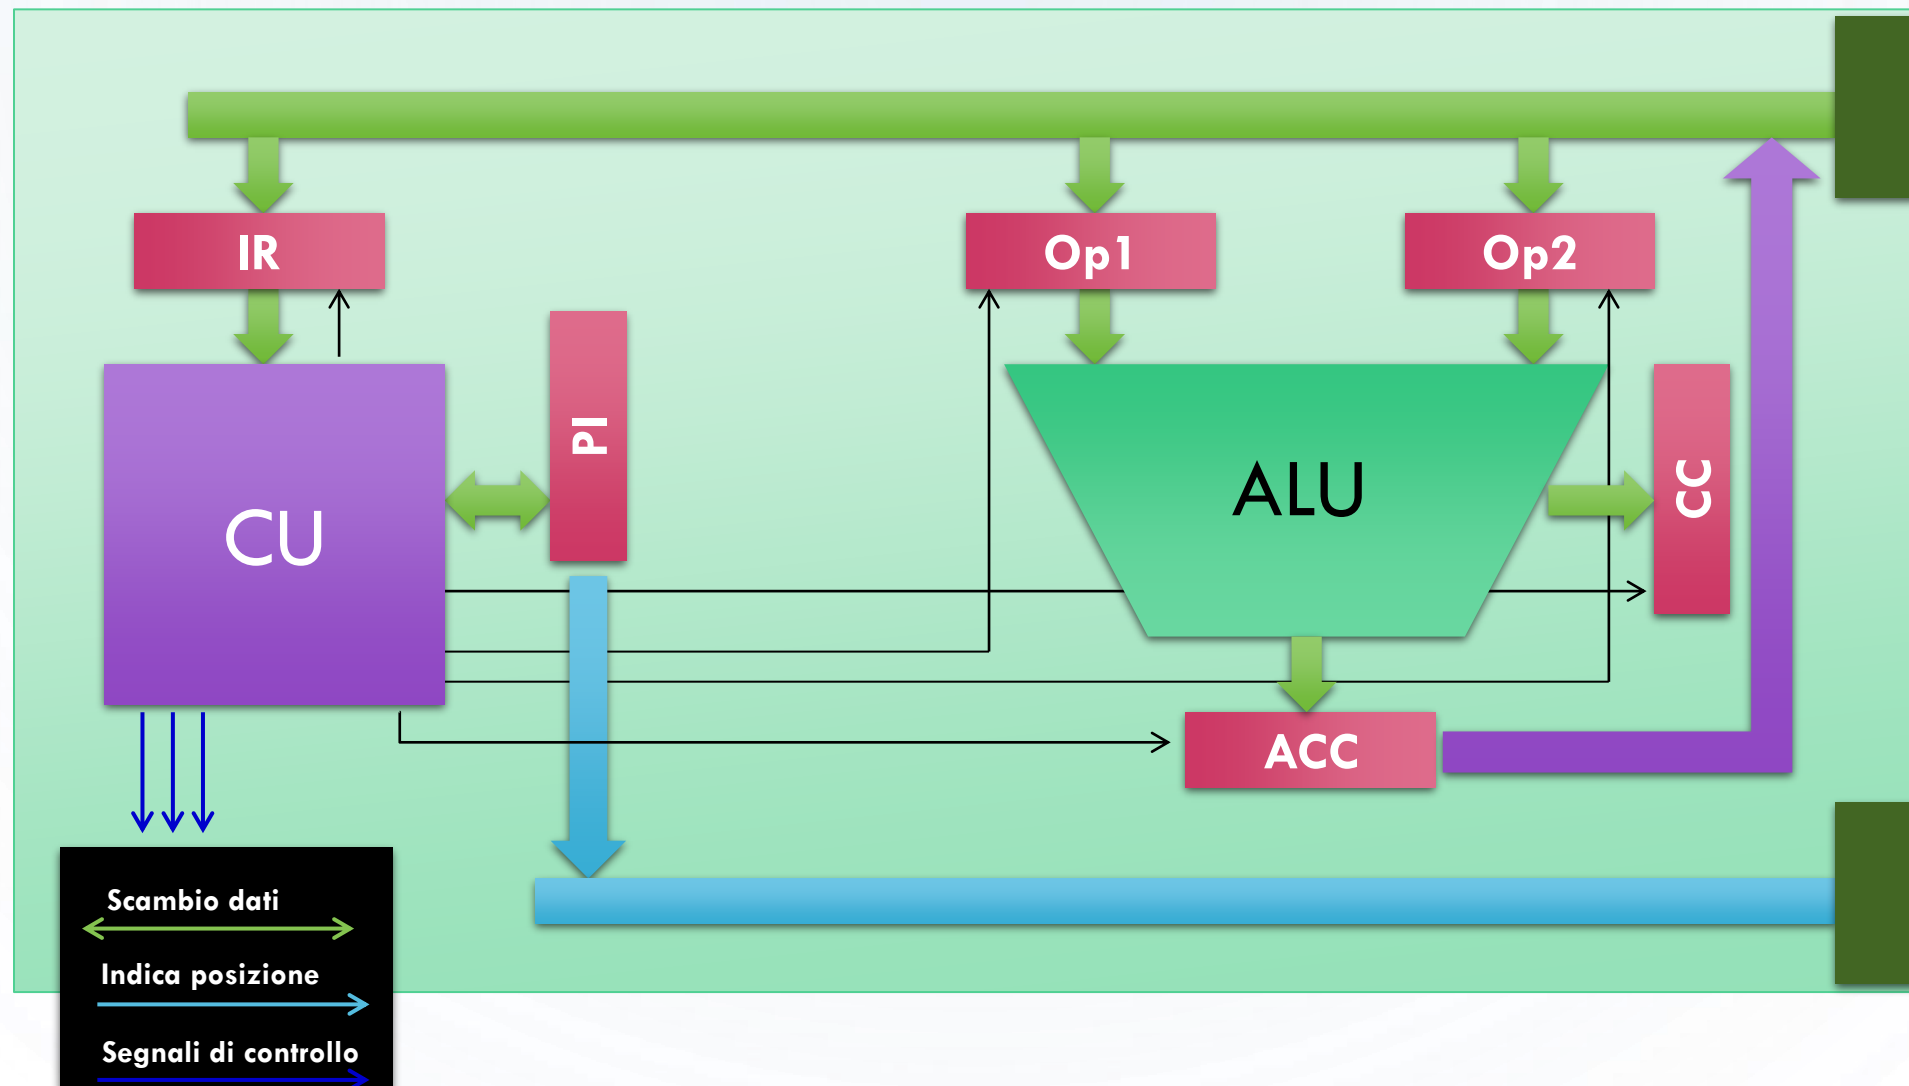 IR
Op1
Op2
PI
CU
ALU
CC
ACC
Scambio dati
Indica posizione
Segnali di controllo